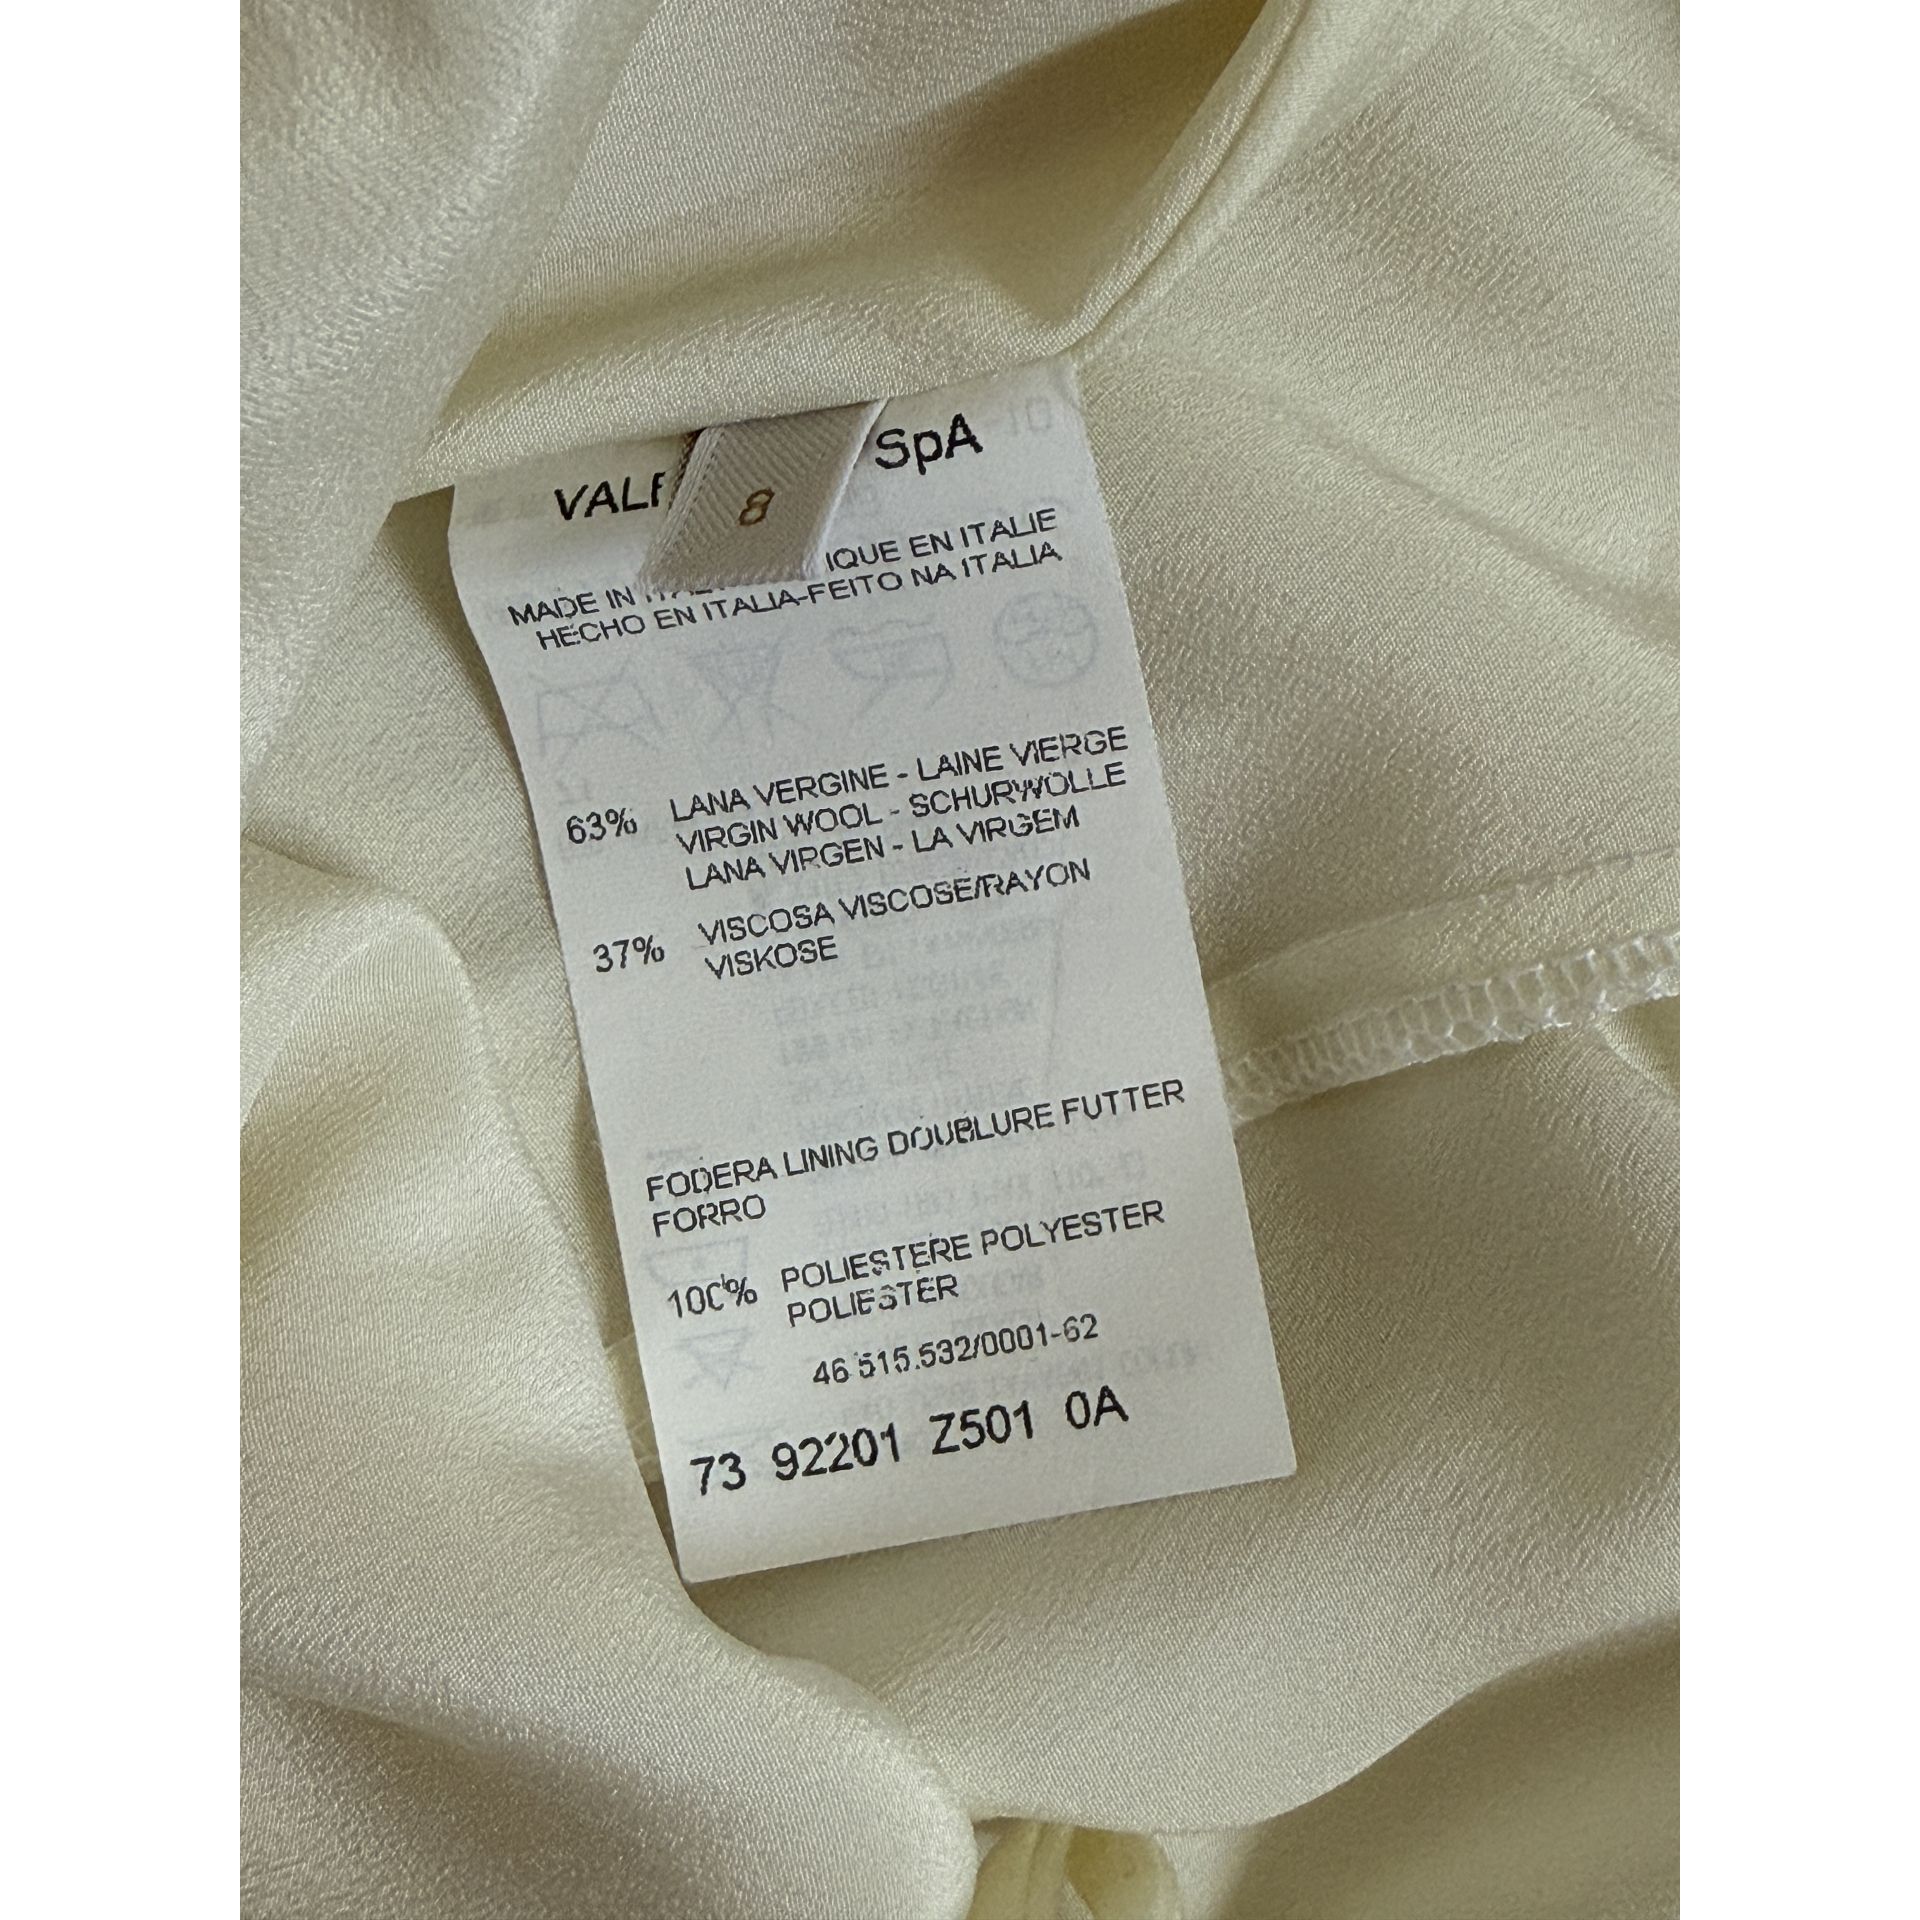 SpA
8
MADE IN
IQUE EN ITALIE
HECHO EN ITALIA-FEITO NA ITALIA
63% LANA VERGINE - LAINE VIERGE
VIRGIN WOOL - SCHURWOLLE
LANA VIRGEN - LA VIRGEM
37% VISCOSA VISCOSE/RAYON
VISKOSE
FODERA LINING DOUBLURE FUTTER
FORRO
100% POLIESTERE POLYESTER
POLIESTER
46 515.532/0001-62
73 92201 Z501 0A